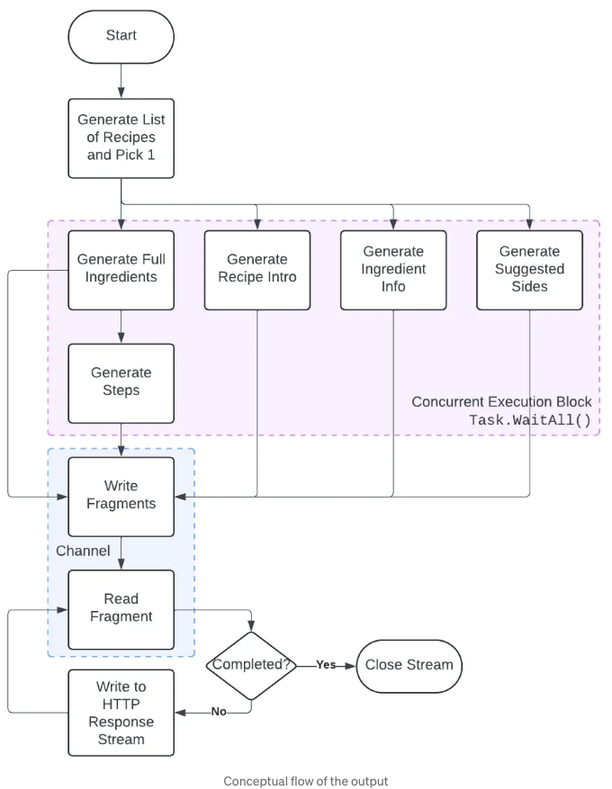 Start
Generate List
of Recipes
and Pick 1
Generate Full
Ingredients
Generate
Recipe Intro
Generate
Ingredient
Info
Generate
Suggested
Sides
Generate
Steps
Concurrent Execution Block
Task.WaitAll()
Write
Fragments
Channel
Read
Fragment
Completed?
Yes
Close Stream
No
Write to
HTTP
Response
Stream
Conceptual flow of the output